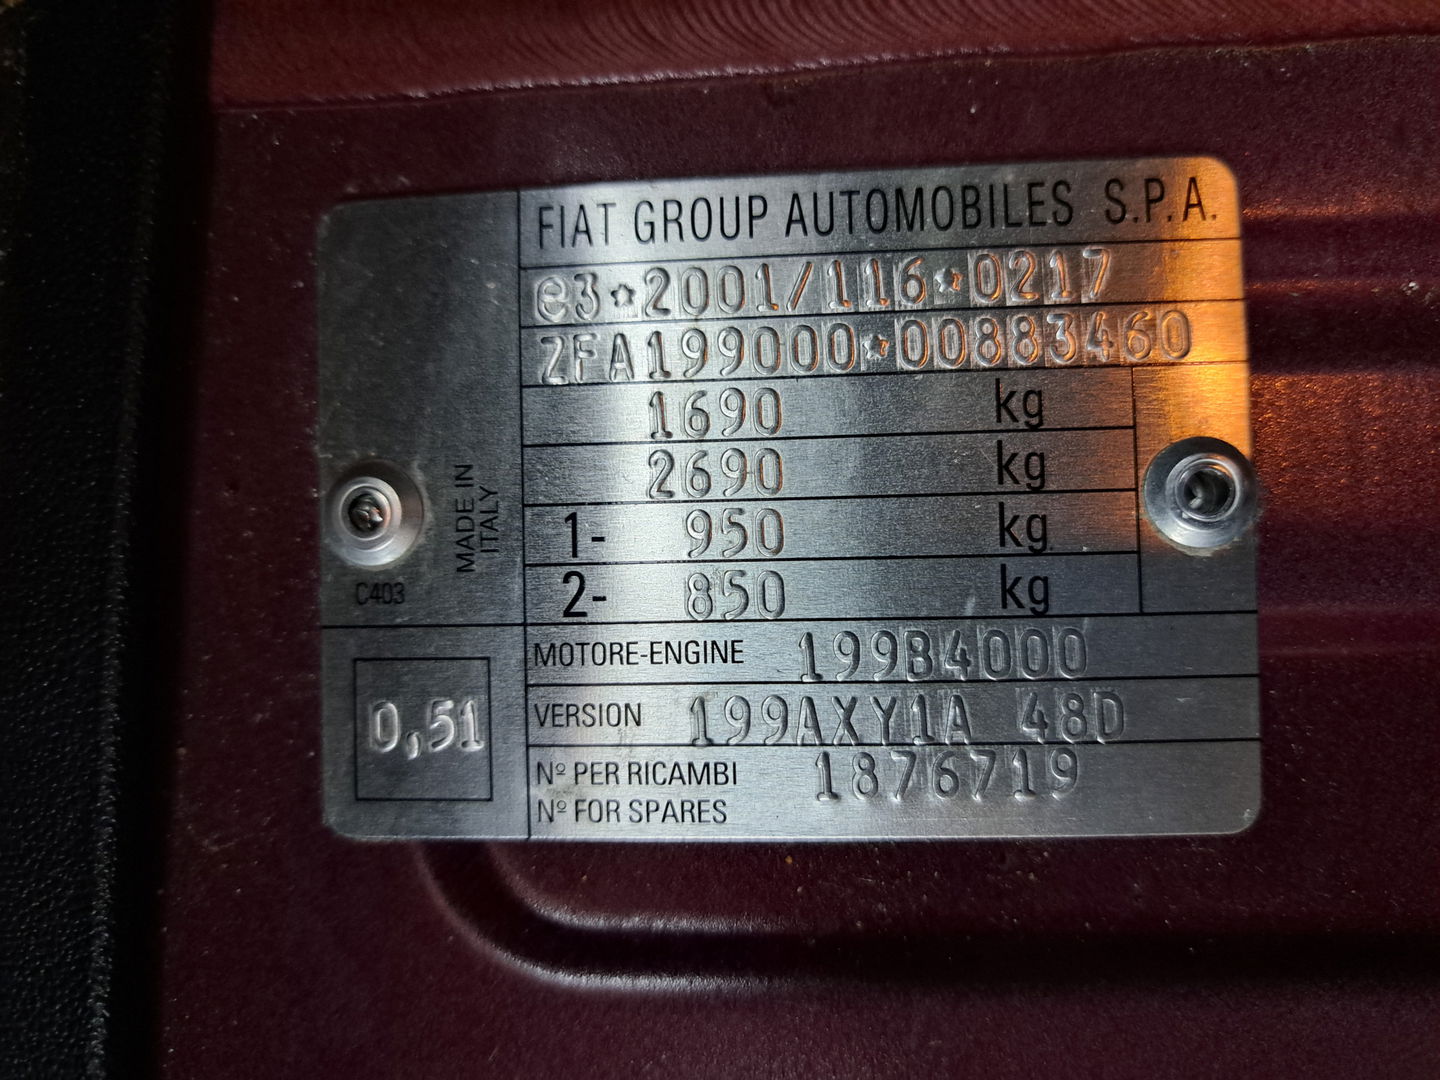 FIAT GROUP AUTOMOBILES S.P.A.
e3*2001/116*0217
ZFA199000*00883460
1690 kg
2690 kg
1- 950 kg
2- 850 kg
MADE IN
ITALY
C403
MOTORE-ENGINE 199B4000
0,51
VERSION 199AXY1A 48D
Nº PER RICAMBI 1876719
Nº FOR SPARES